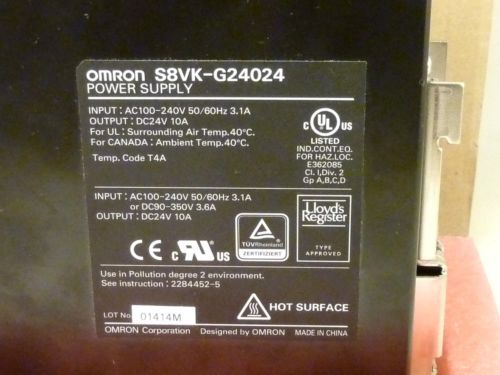 OMRON S8VK-G24024
POWER SUPPLY
INPUT : AC100-240V 50/60Hz 3.1A
OUTPUT : DC24V 10A
For UL : Surrounding Air Temp.40°C.
For CANADA : Ambient Temp.40°C.
Temp. Code T4A
C UL US
LISTED
IND.CONT.EQ.
FOR HAZ.LOC.
E362085
Cl. I,Div. 2
Gp A,B,C,D
INPUT : AC100-240V 50/60Hz 3.1A
or DC90-350V 3.6A
OUTPUT : DC24V 10A
CE
c RU US
TÜVRheinland
ZERTIFIZIERT
Lloyd's
Register
TYPE
APPROVED
Use in Pollution degree 2 environment.
See instruction : 2284452-5
HOT SURFACE
LOT No. 01414M
OMRON Corporation Designed by OMRON MADE IN CHINA